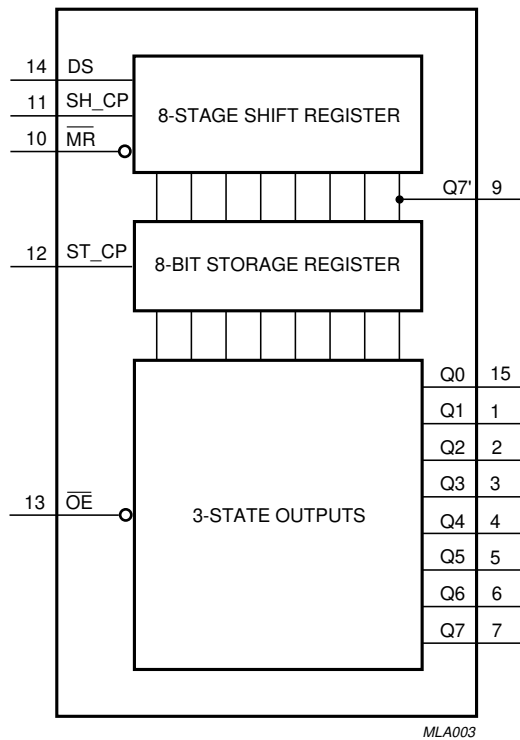 14 DS
11 SH_CP
10 M̅R̅
8-STAGE SHIFT REGISTER
Q7' 9
12 ST_CP
8-BIT STORAGE REGISTER
Q0 15
Q1 1
Q2 2
Q3 3
13 O̅E̅
3-STATE OUTPUTS
Q4 4
Q5 5
Q6 6
Q7 7
MLA003